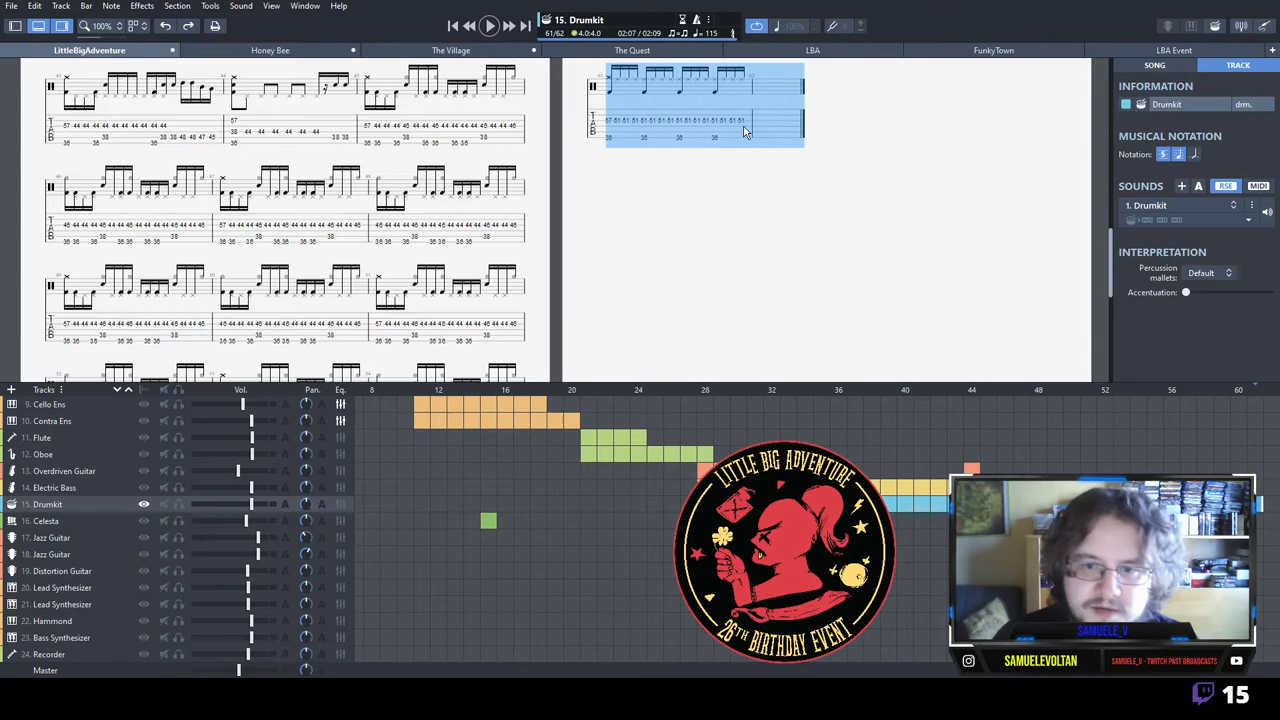 File Edit Track Bar Note Effects Section Tools Sound View Window Help
100%
15. Drumkit
61/62 4.0:4.0 02:07 / 02:09 = 115
100%
LittleBigAdventure Honey Bee The Village The Quest LBA FunkyTown LBA Event
SONG TRACK
INFORMATION
Drumkit drm.
MUSICAL NOTATION
Notation:
SOUNDS A RSE MIDI
1. Drumkit
INTERPRETATION
Percussion mallets: Default
Accentuation:
Tracks Vol. Pan. Eq. 8 12 16 20 24 28 32 36 40 44 48 52 56 60
9. Cello Ens
10. Contra Ens
11. Flute
12. Oboe
13. Overdriven Guitar
14. Electric Bass
15. Drumkit
16. Celesta
17. Jazz Guitar
18. Jazz Guitar
19. Distortion Guitar
20. Lead Synthesizer
21. Lead Synthesizer
22. Hammond
23. Bass Synthesizer
24. Recorder
Master
LITTLE BIG ADVENTURE
26TH BIRTHDAY EVENT
SAMUELE_V
SAMUELEVOLTAN
SAMUELE_V - TWITCH PAST BROADCASTS
15